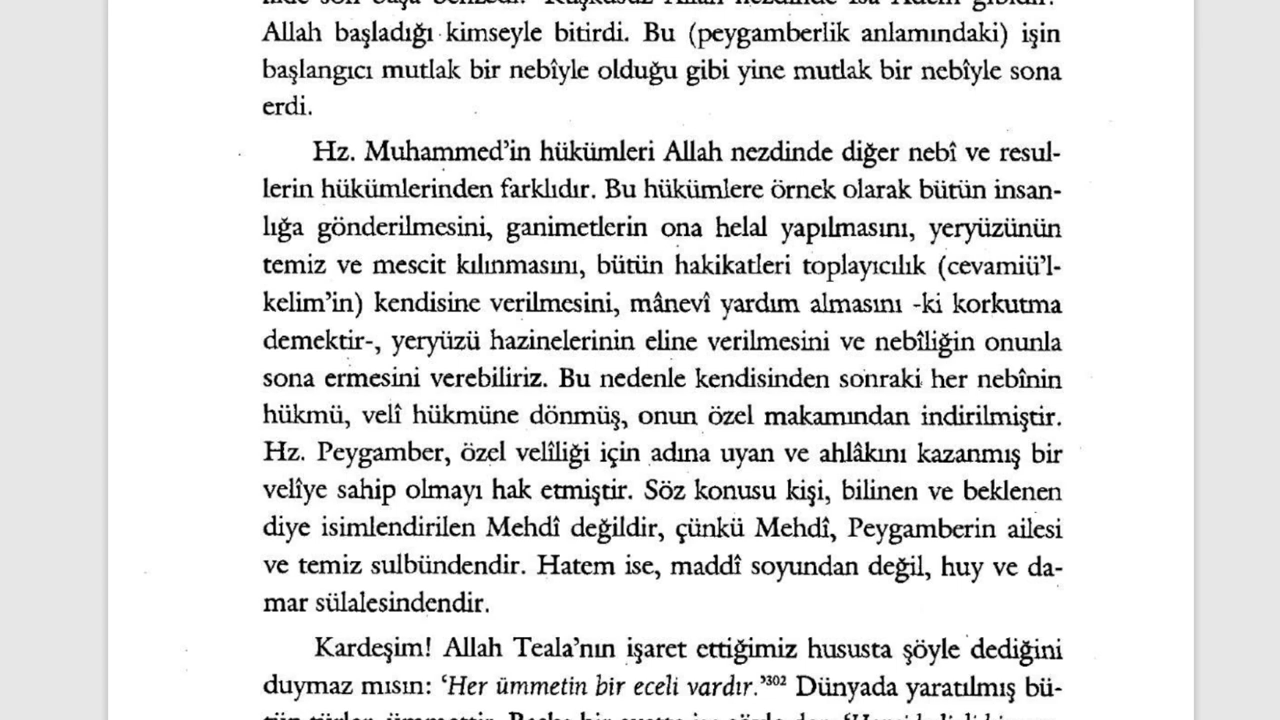 Allah başladığı kimseyle bitirdi. Bu (peygamberlik anlamındaki) işin
başlangıcı mutlak bir nebîyle olduğu gibi yine mutlak bir nebîyle sona
erdi.
Hz. Muhammed’in hükümleri Allah nezdinde diğer nebî ve resul-
lerin hükümlerinden farklıdır. Bu hükümlere örnek olarak bütün insan-
lığa gönderilmesini, ganimetlerin ona helal yapılmasını, yeryüzünün
temiz ve mescit kılınmasını, bütün hakikatleri toplayıcılık (cevamiü’l-
kelim’in) kendisine verilmesini, mânevî yardım almasını -ki korkutma
demektir-, yeryüzü hazinelerinin eline verilmesini ve nebîliğin onunla
sona ermesini verebiliriz. Bu nedenle kendisinden sonraki her nebînin
hükmü, velî hükmüne dönmüş, onun özel makamından indirilmiştir.
Hz. Peygamber, özel velîliği için adına uyan ve ahlâkını kazanmış bir
velîye sahip olmayı hak etmiştir. Söz konusu kişi, bilinen ve beklenen
diye isimlendirilen Mehdî değildir, çünkü Mehdî, Peygamberin ailesi
ve temiz sulbündendir. Hatem ise, maddî soyundan değil, huy ve da-
mar sülalesindendir.
Kardeşim! Allah Teala’nın işaret ettiğimiz hususta şöyle dediğini
duymaz mısın: ‘Her ümmetin bir eceli vardır.’³⁰² Dünyada yaratılmış bü-